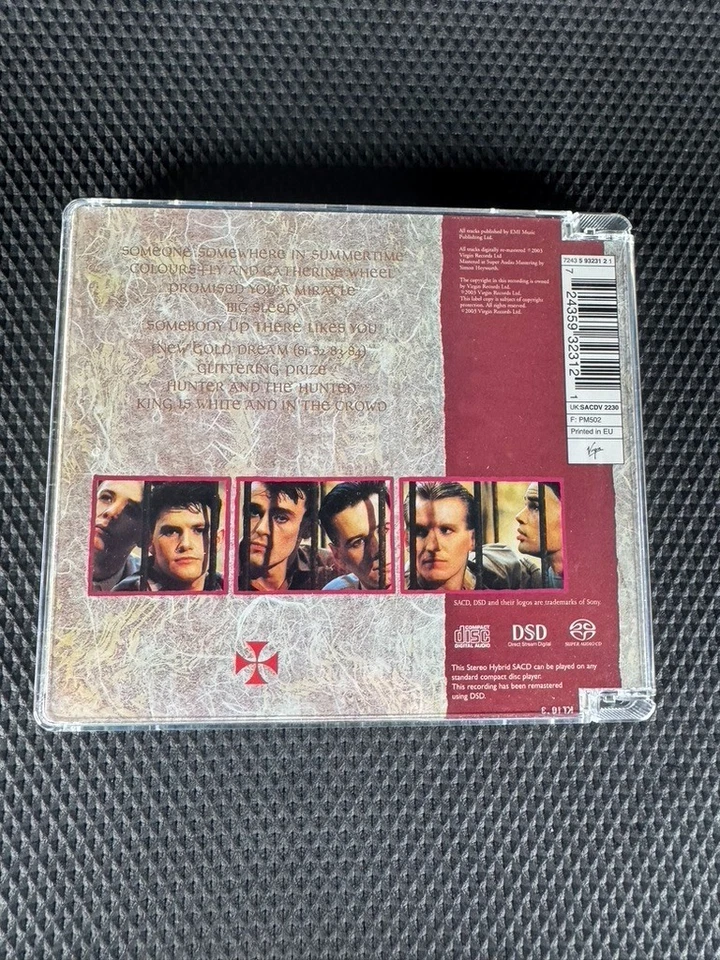 SOMEONE SOMEWHERE IN SUMMERTIME
COLOURS FLY AND CATHERINE WHEEL
PROMISED YOU A MIRACLE
BIG SLEEP
SOMEBODY UP THERE LIKES YOU
NEW GOLD DREAM (81-82-83-84)
GLITTERING PRIZE
HUNTER AND THE HUNTED
KING IS WHITE AND IN THE CROWD
All tracks published by EMI Music
Publishing Ltd.
All tracks digitally re-mastered ℗2003
Virgin Records Ltd
Mastered at Super Audio Mastering by
Simon Heyworth.
The copyright in this recording is owned
by Virgin Records Ltd.
℗2003 Virgin Records Ltd.
This label copy is subject of copyright
protection. All rights reserved.
©2003 Virgin Records Ltd.
7243 5 93231 2 1
7 24359 32312 1
UK:SACDV 2230
F: PM502
Printed in EU
Virgin
SACD, DSD and their logos are trademarks of Sony.
COMPACT
disc
DIGITAL AUDIO
DSD
Direct Stream Digital
SUPER AUDIO CD
This Stereo Hybrid SACD can be played on any
standard compact disc player.
This recording has been remastered
using DSD.